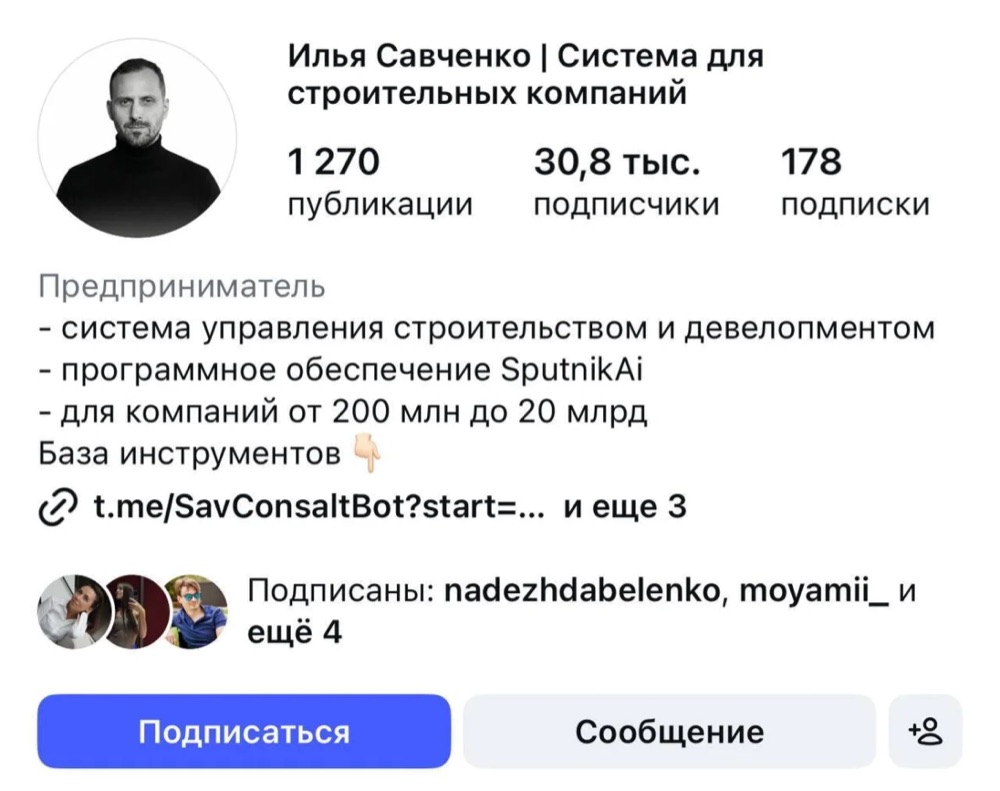 Илья Савченко | Система для
строительных компаний
1 270
публикации
30,8 тыс.
подписчики
178
подписки
Предприниматель
- система управления строительством и девелопментом
- программное обеспечение SputnikAi
- для компаний от 200 млн до 20 млрд
База инструментов 👇🏻
t.me/SavConsaltBot?start=... и еще 3
Подписаны: nadezhdabelenko, moyamii_ и
ещё 4
Подписаться
Сообщение